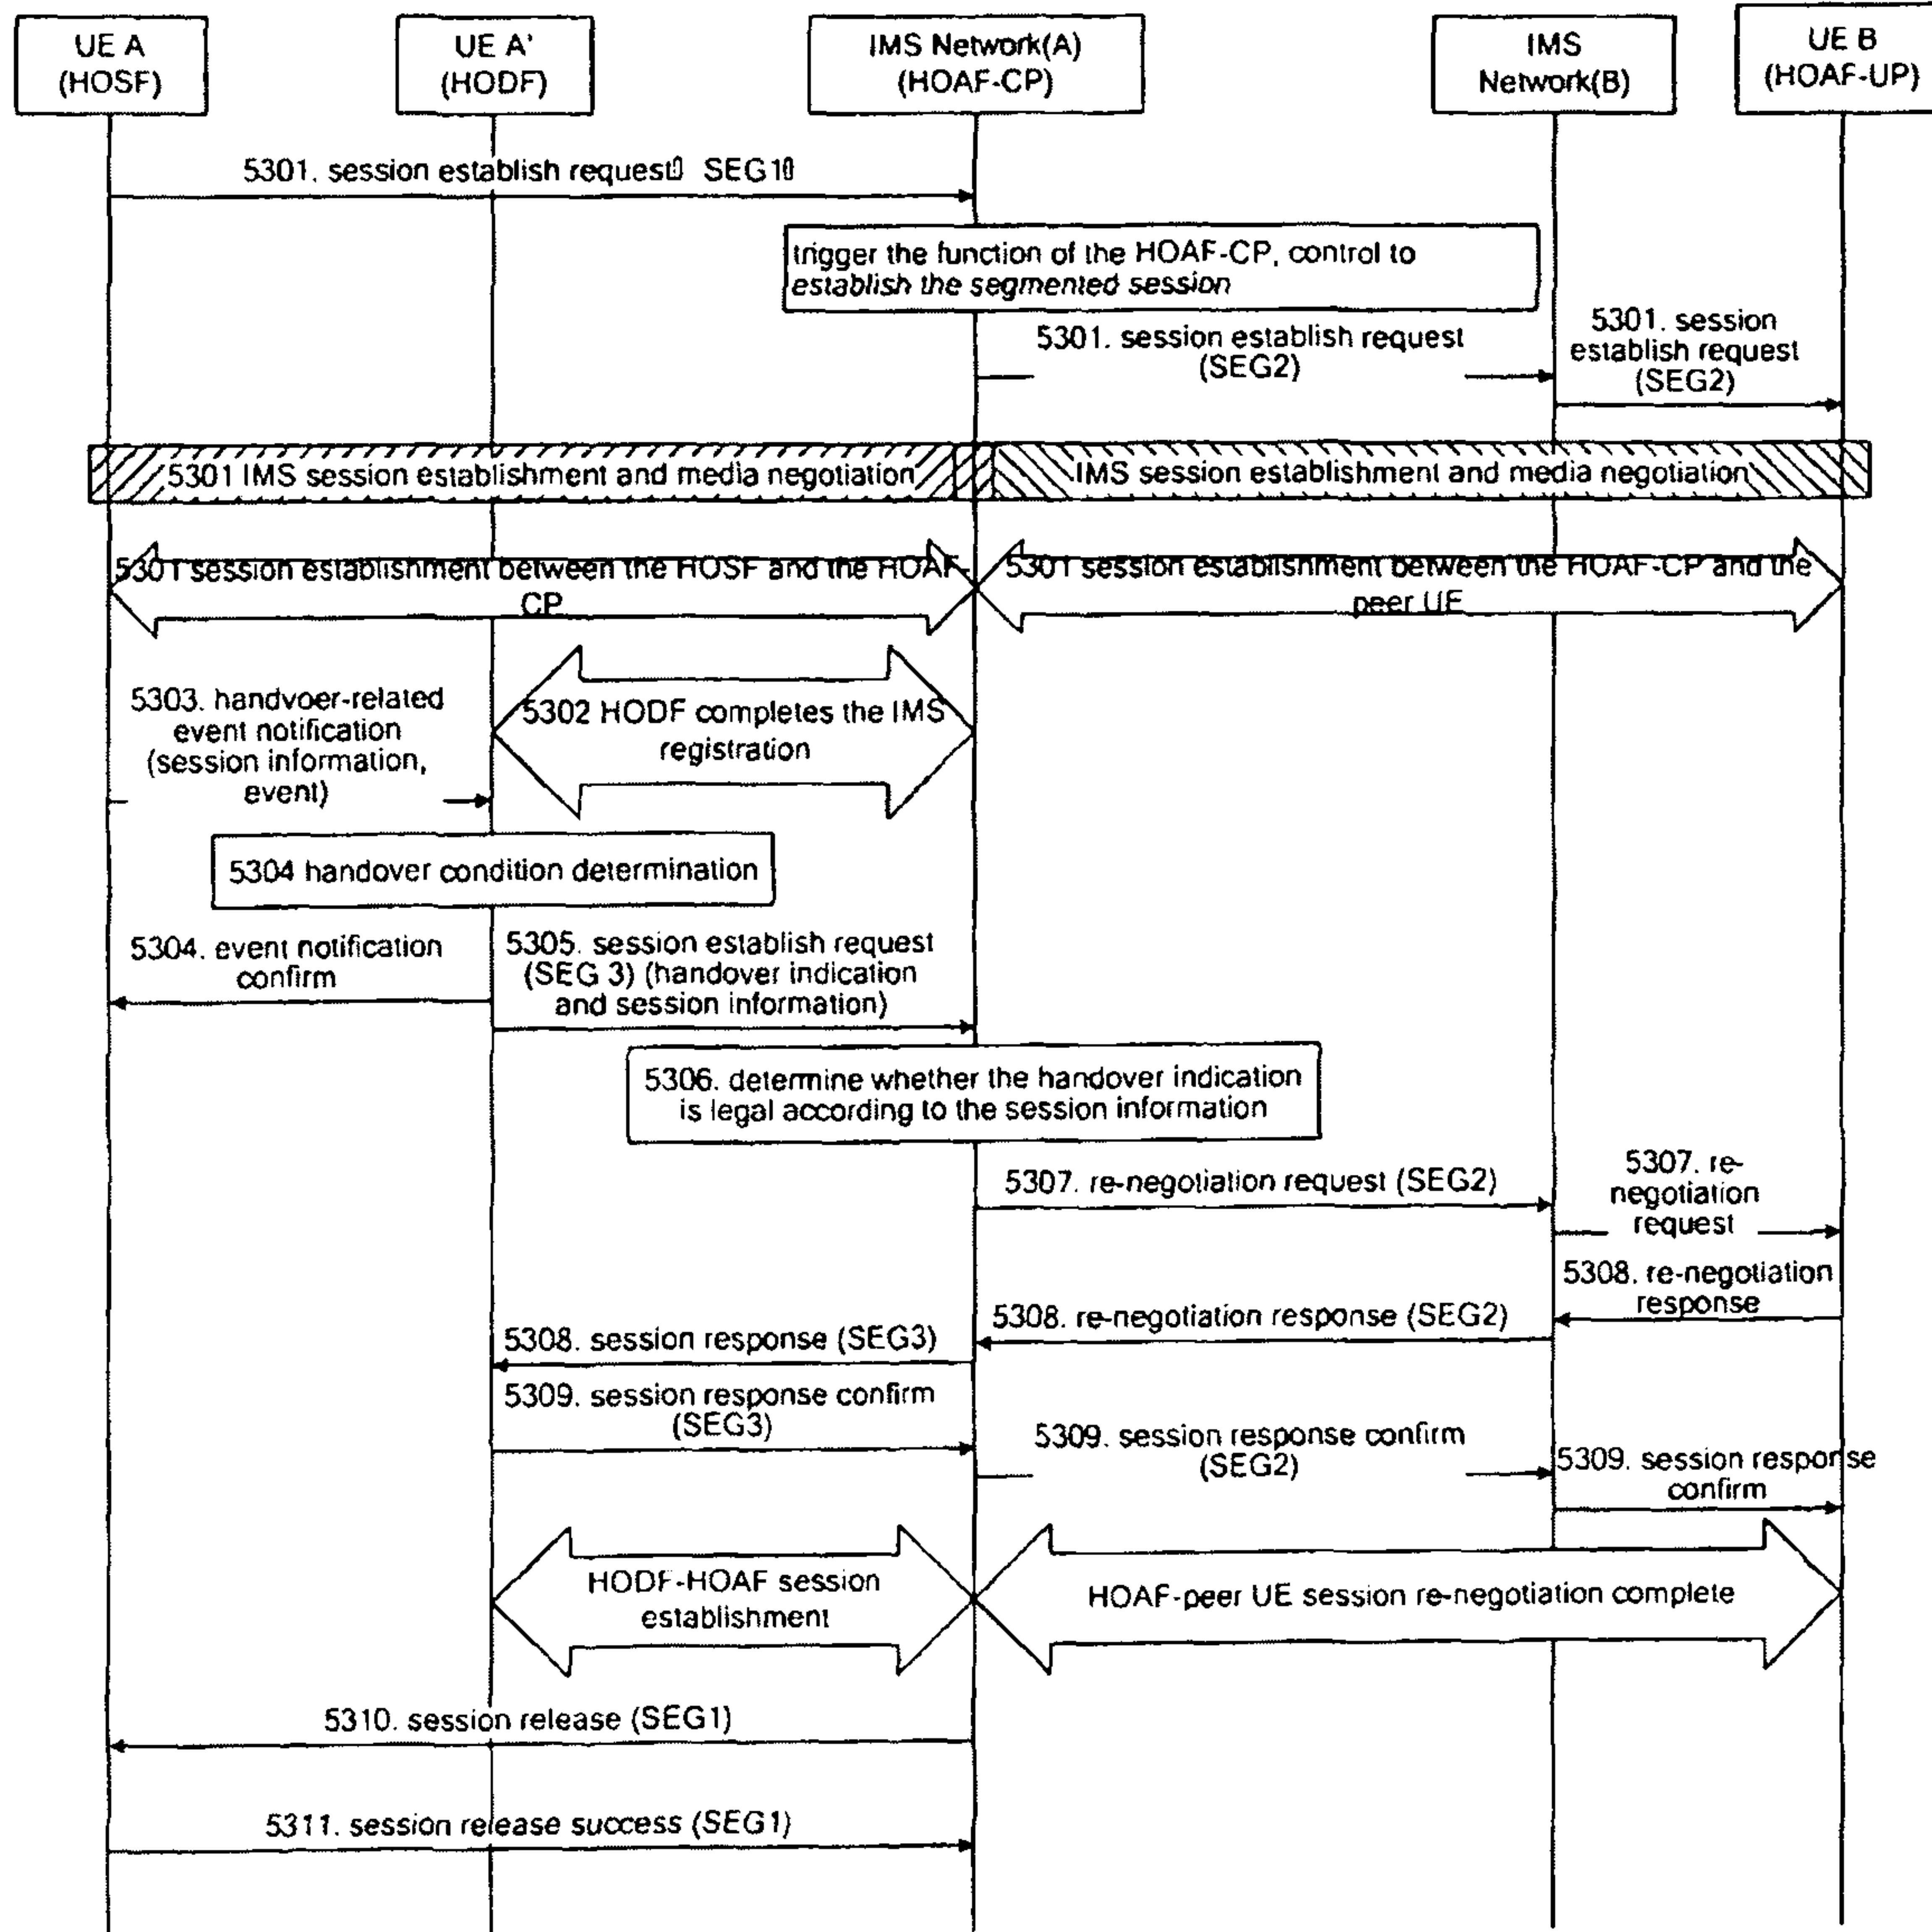 UE A
(HOSF)
UE A'
(HODF)
IMS Network(A)
(HOAF-CP)
IMS
Network(B)
UE B
(HOAF-UP)
5301. session establish request SEG1
trigger the function of the HOAF-CP, control to
establish the segmented session
5301. session establish request
(SEG2)
5301. session
establish request
(SEG2)
5301 IMS session establishment and media negotiation
IMS session establishment and media negotiation
5301 session establishment between the HOSF and the HOAF-
CP
5301 session establishment between the HOAF-CP and the
peer UE
5303. handvoer-related
event notification
(session information,
event)
5302 HODF completes the IMS
registration
5304 handover condition determination
5304. event notification
confirm
5305. session establish request
(SEG 3) (handover indication
and session information)
5306. determine whether the handover indication
is legal according to the session information
5307. re-negotiation request (SEG2)
5307. re-
negotiation
request
5308. re-negotiation
response
5308. re-negotiation response (SEG2)
5308. session response (SEG3)
5309. session response confirm
(SEG3)
5309. session response confirm
(SEG2)
5309. session response
confirm
HODF-HOAF session
establishment
HOAF-peer UE session re-negotiation complete
5310. session release (SEG1)
5311. session release success (SEG1)